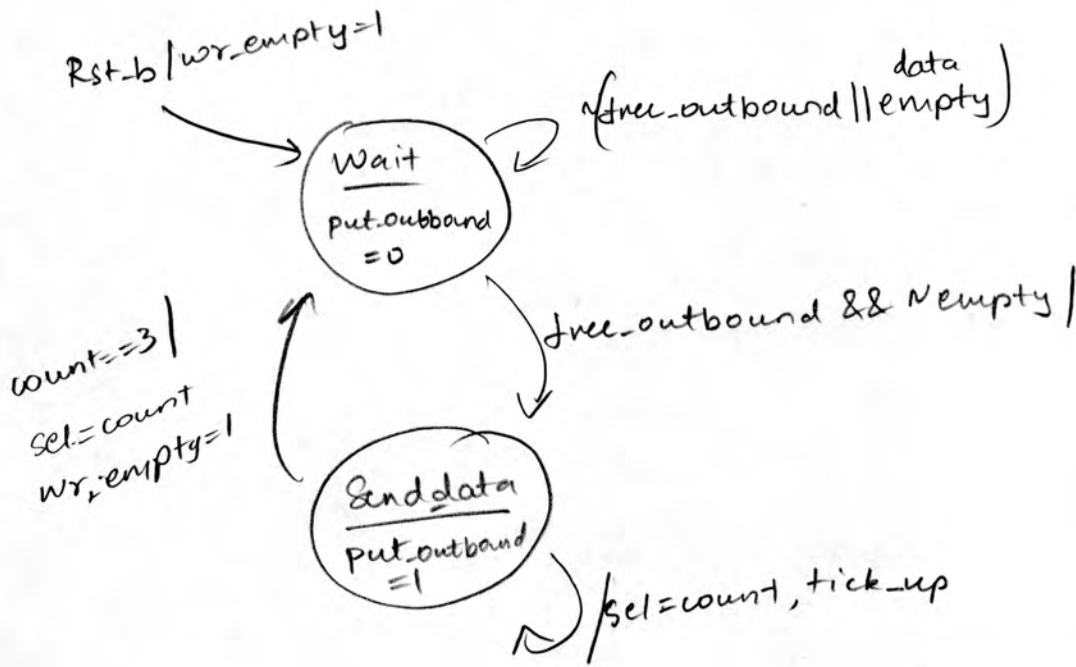 Rst_b/wr_empty=1
data
~(free_outbound || empty)
Wait
put_outbound
=0
free_outbound && ~empty |
count==3 |
sel=count
wr_empty=1
Send data
put_outbound
=1
/sel=count, tick_up